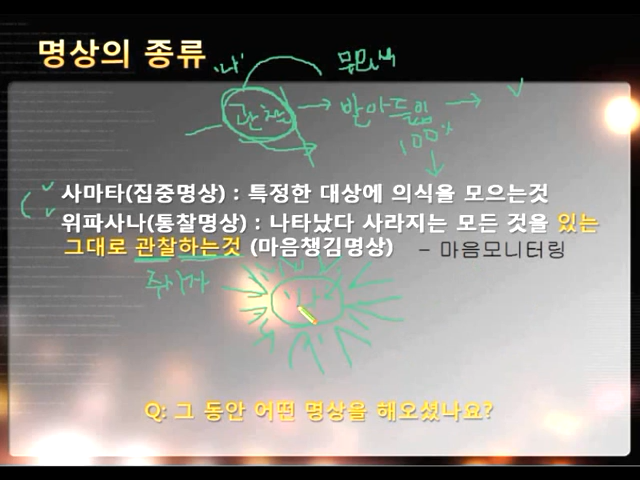 명상의 종류
'나'
무의식
관찰 → 받아들임 →
100%
사마타(집중명상) : 특정한 대상에 의식을 모으는것
위파사나(통찰명상) : 나타났다 사라지는 모든 것을 있는
그대로 관찰하는것 (마음챙김명상) - 마음모니터링
Q: 그 동안 어떤 명상을 해오셨나요?